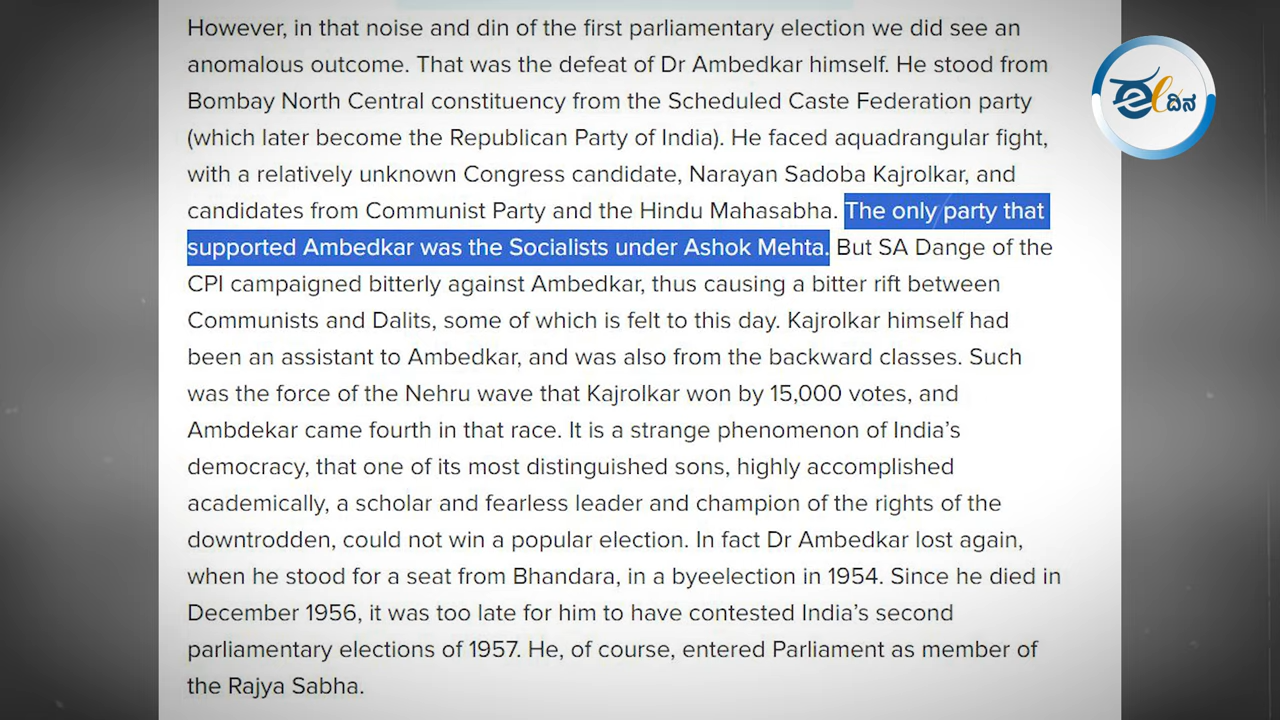 However, in that noise and din of the first parliamentary election we did see an
anomalous outcome. That was the defeat of Dr Ambedkar himself. He stood from
Bombay North Central constituency from the Scheduled Caste Federation party
(which later become the Republican Party of India). He faced aquadrangular fight,
with a relatively unknown Congress candidate, Narayan Sadoba Kajrolkar, and
candidates from Communist Party and the Hindu Mahasabha. The only party that
supported Ambedkar was the Socialists under Ashok Mehta. But SA Dange of the
CPI campaigned bitterly against Ambedkar, thus causing a bitter rift between
Communists and Dalits, some of which is felt to this day. Kajrolkar himself had
been an assistant to Ambedkar, and was also from the backward classes. Such
was the force of the Nehru wave that Kajrolkar won by 15,000 votes, and
Ambdekar came fourth in that race. It is a strange phenomenon of India’s
democracy, that one of its most distinguished sons, highly accomplished
academically, a scholar and fearless leader and champion of the rights of the
downtrodden, could not win a popular election. In fact Dr Ambedkar lost again,
when he stood for a seat from Bhandara, in a byeelection in 1954. Since he died in
December 1956, it was too late for him to have contested India’s second
parliamentary elections of 1957. He, of course, entered Parliament as member of
the Rajya Sabha.
ದಿನ